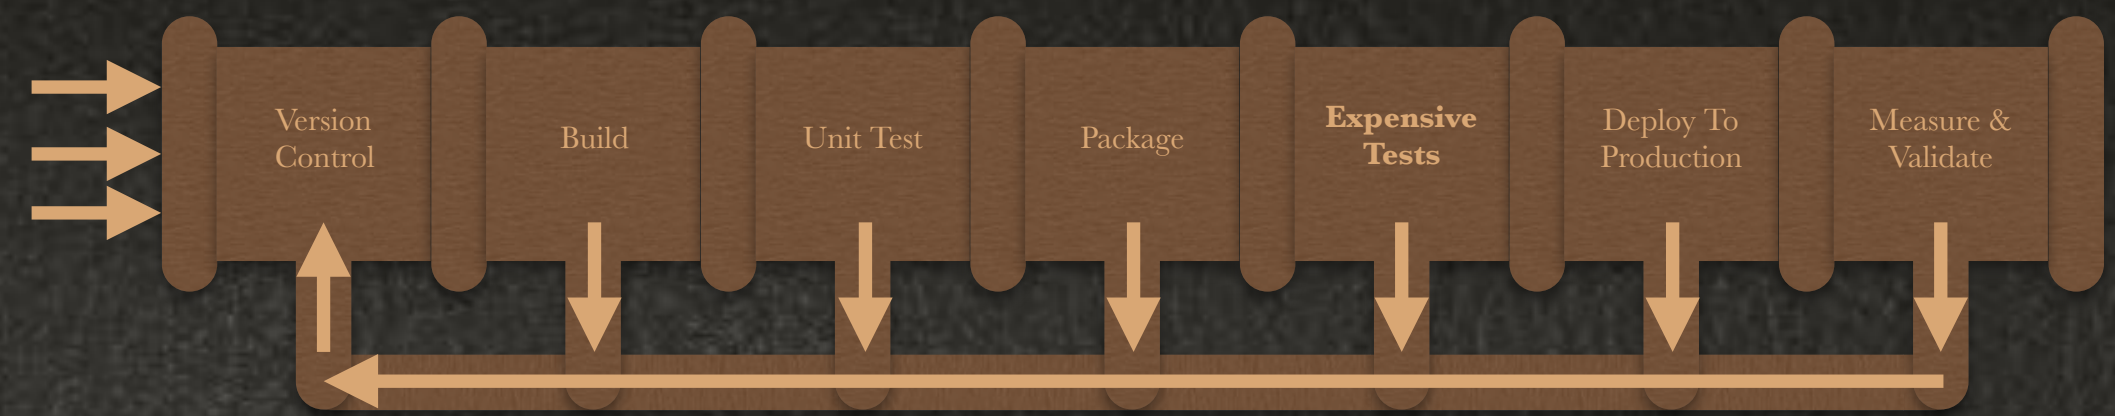 Version
Control
Build
Unit Test
Package
Expensive
Tests
Deploy To
Production
Measure &
Validate